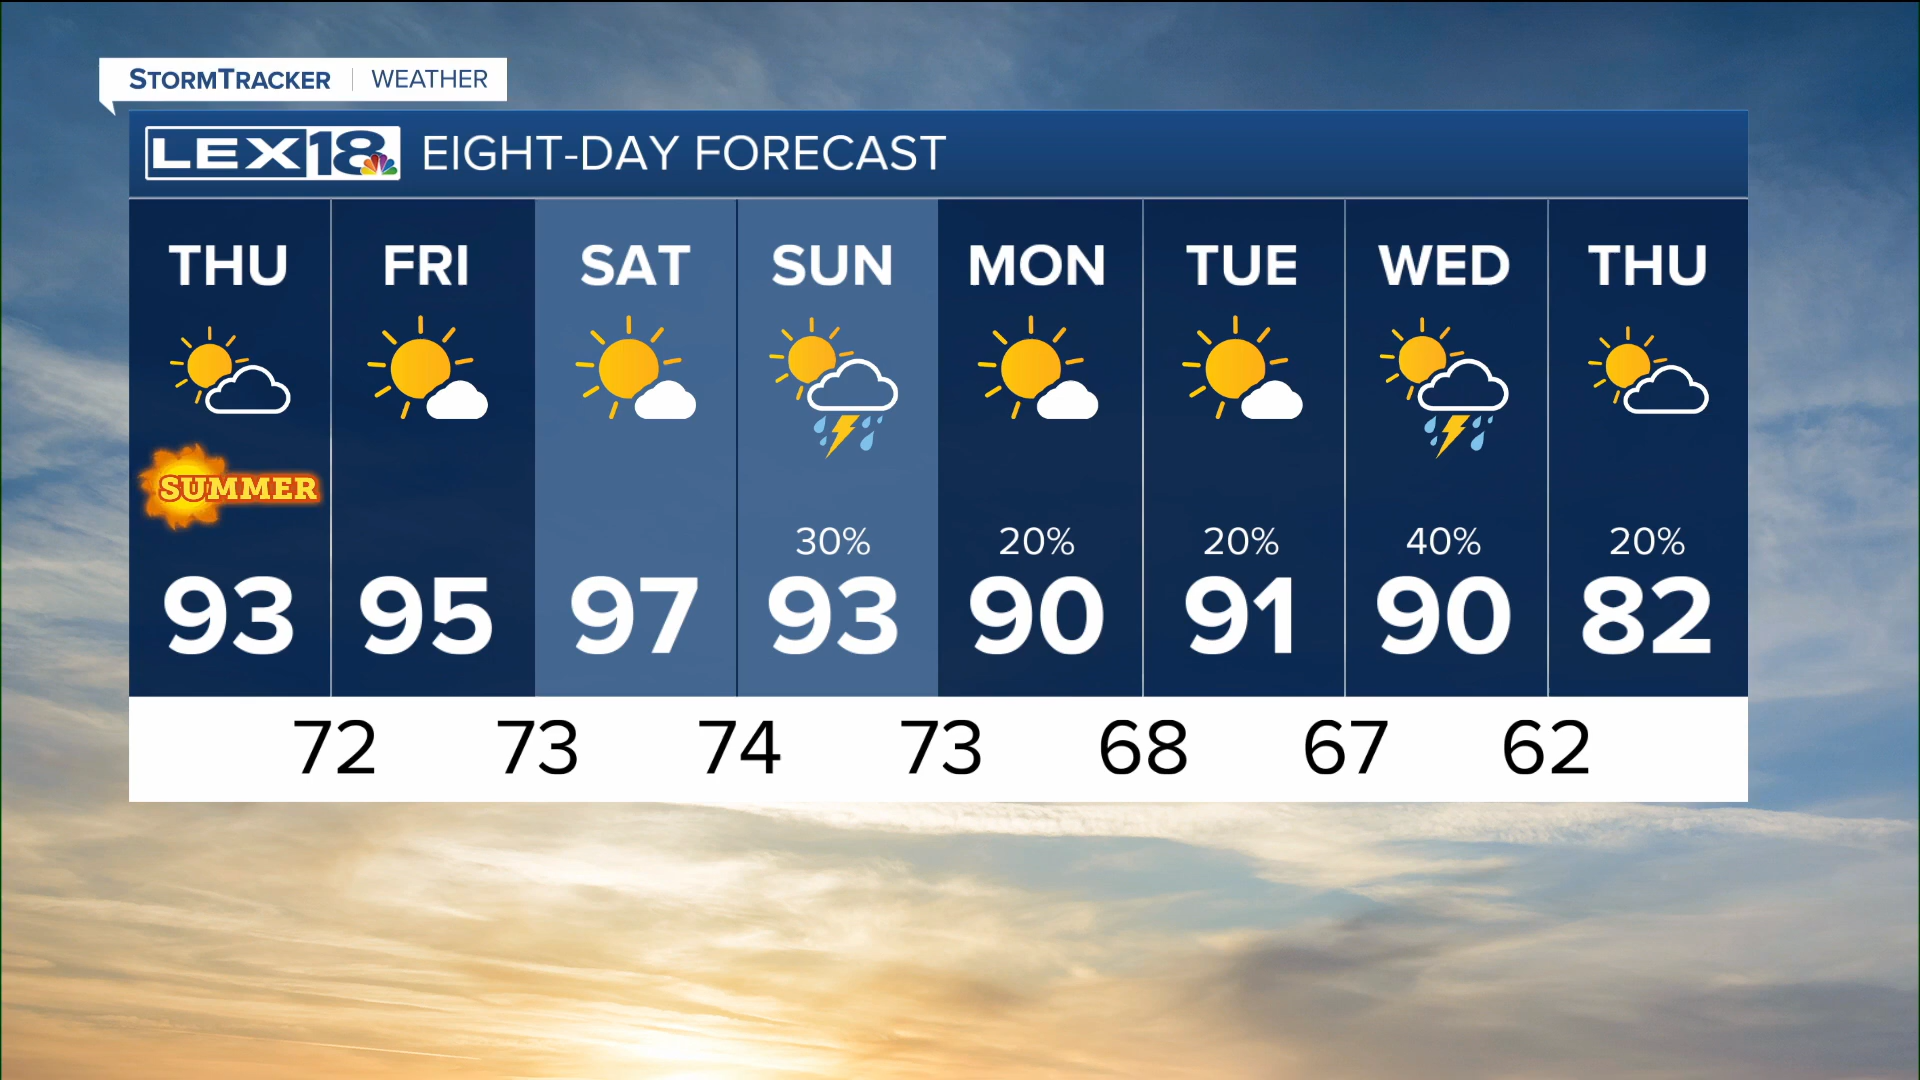 STORMTRACKER | WEATHER
LEX18 EIGHT-DAY FORECAST
THU FRI SAT SUN MON TUE WED THU
SUMMER
30% 20% 20% 40% 20%
93 95 97 93 90 91 90 82
72 73 74 73 68 67 62